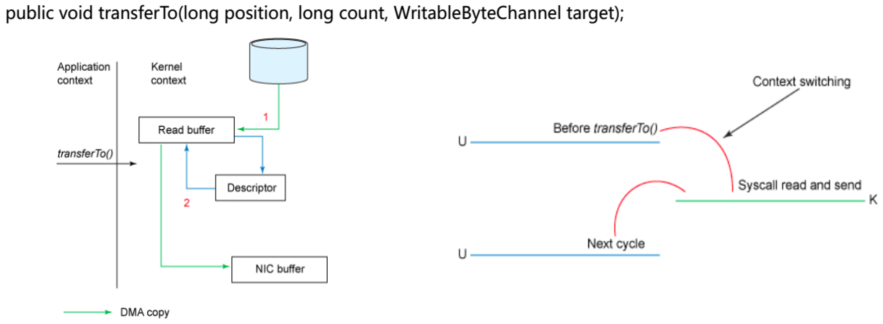 public void transferTo(long position, long count, WritableByteChannel target);
Application
context
Kernel
context
1
Read buffer
transferTo()
Descriptor
2
NIC buffer
DMA copy
Context switching
Before transferTo()
U
Syscall read and send
K
Next cycle
U